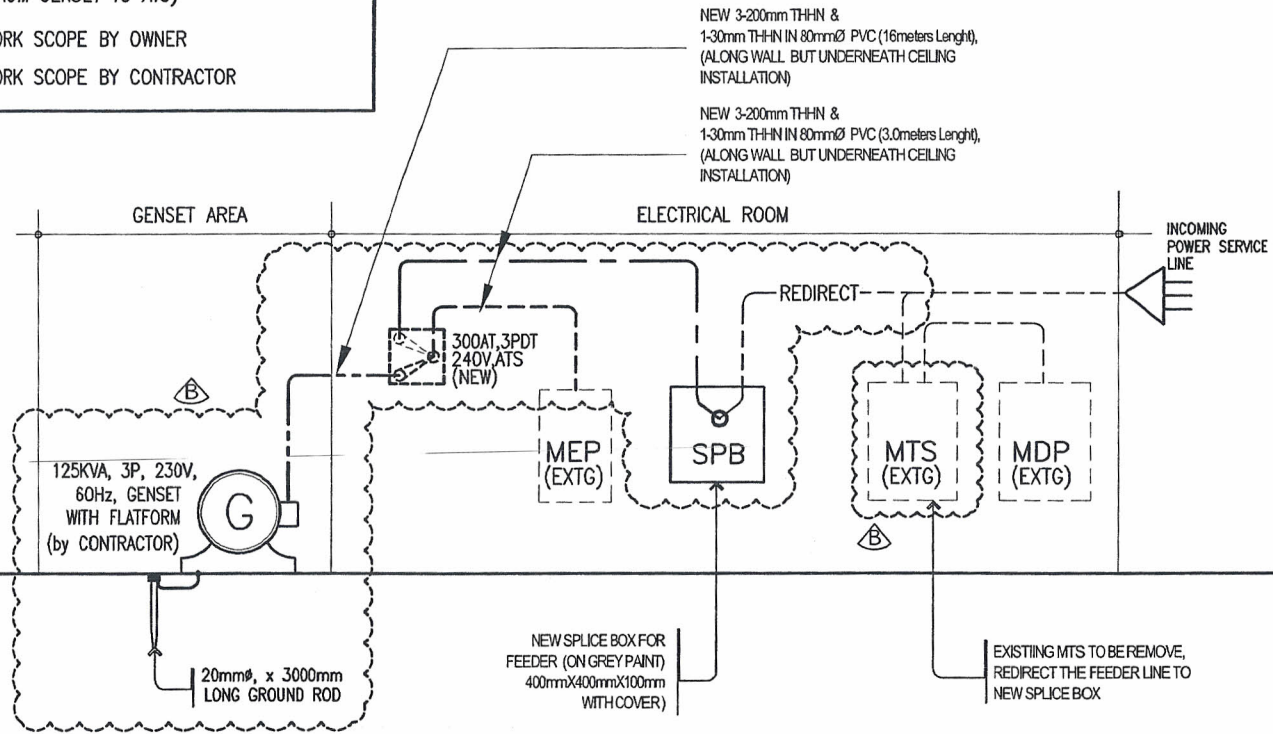 ORK SCOPE BY OWNER
ORK SCOPE BY CONTRACTOR
NEW 3-200mm THHN &
1-30mm THHN IN 80mmØ PVC (16meters Lenght),
(ALONG WALL BUT UNDERNEATH CEILING
INSTALLATION)
NEW 3-200mm THHN &
1-30mm THHN IN 80mmØ PVC (3.0meters Lenght),
(ALONG WALL BUT UNDERNEATH CEILING
INSTALLATION)
GENSET AREA
ELECTRICAL ROOM
INCOMING
POWER SERVICE
LINE
REDIRECT
300AT,3PDT
240V,ATS
(NEW)
B
MEP
(EXTG)
SPB
MTS
(EXTG)
MDP
(EXTG)
125KVA, 3P, 230V,
60Hz, GENSET
WITH FLATFORM
(by CONTRACTOR)
G
B
20mmø, x 3000mm
LONG GROUND ROD
NEW SPLICE BOX FOR
FEEDER (ON GREY PAINT)
400mmX400mmX100mm
WITH COVER)
EXISTIING MTS TO BE REMOVE,
REDIRECT THE FEEDER LINE TO
NEW SPLICE BOX